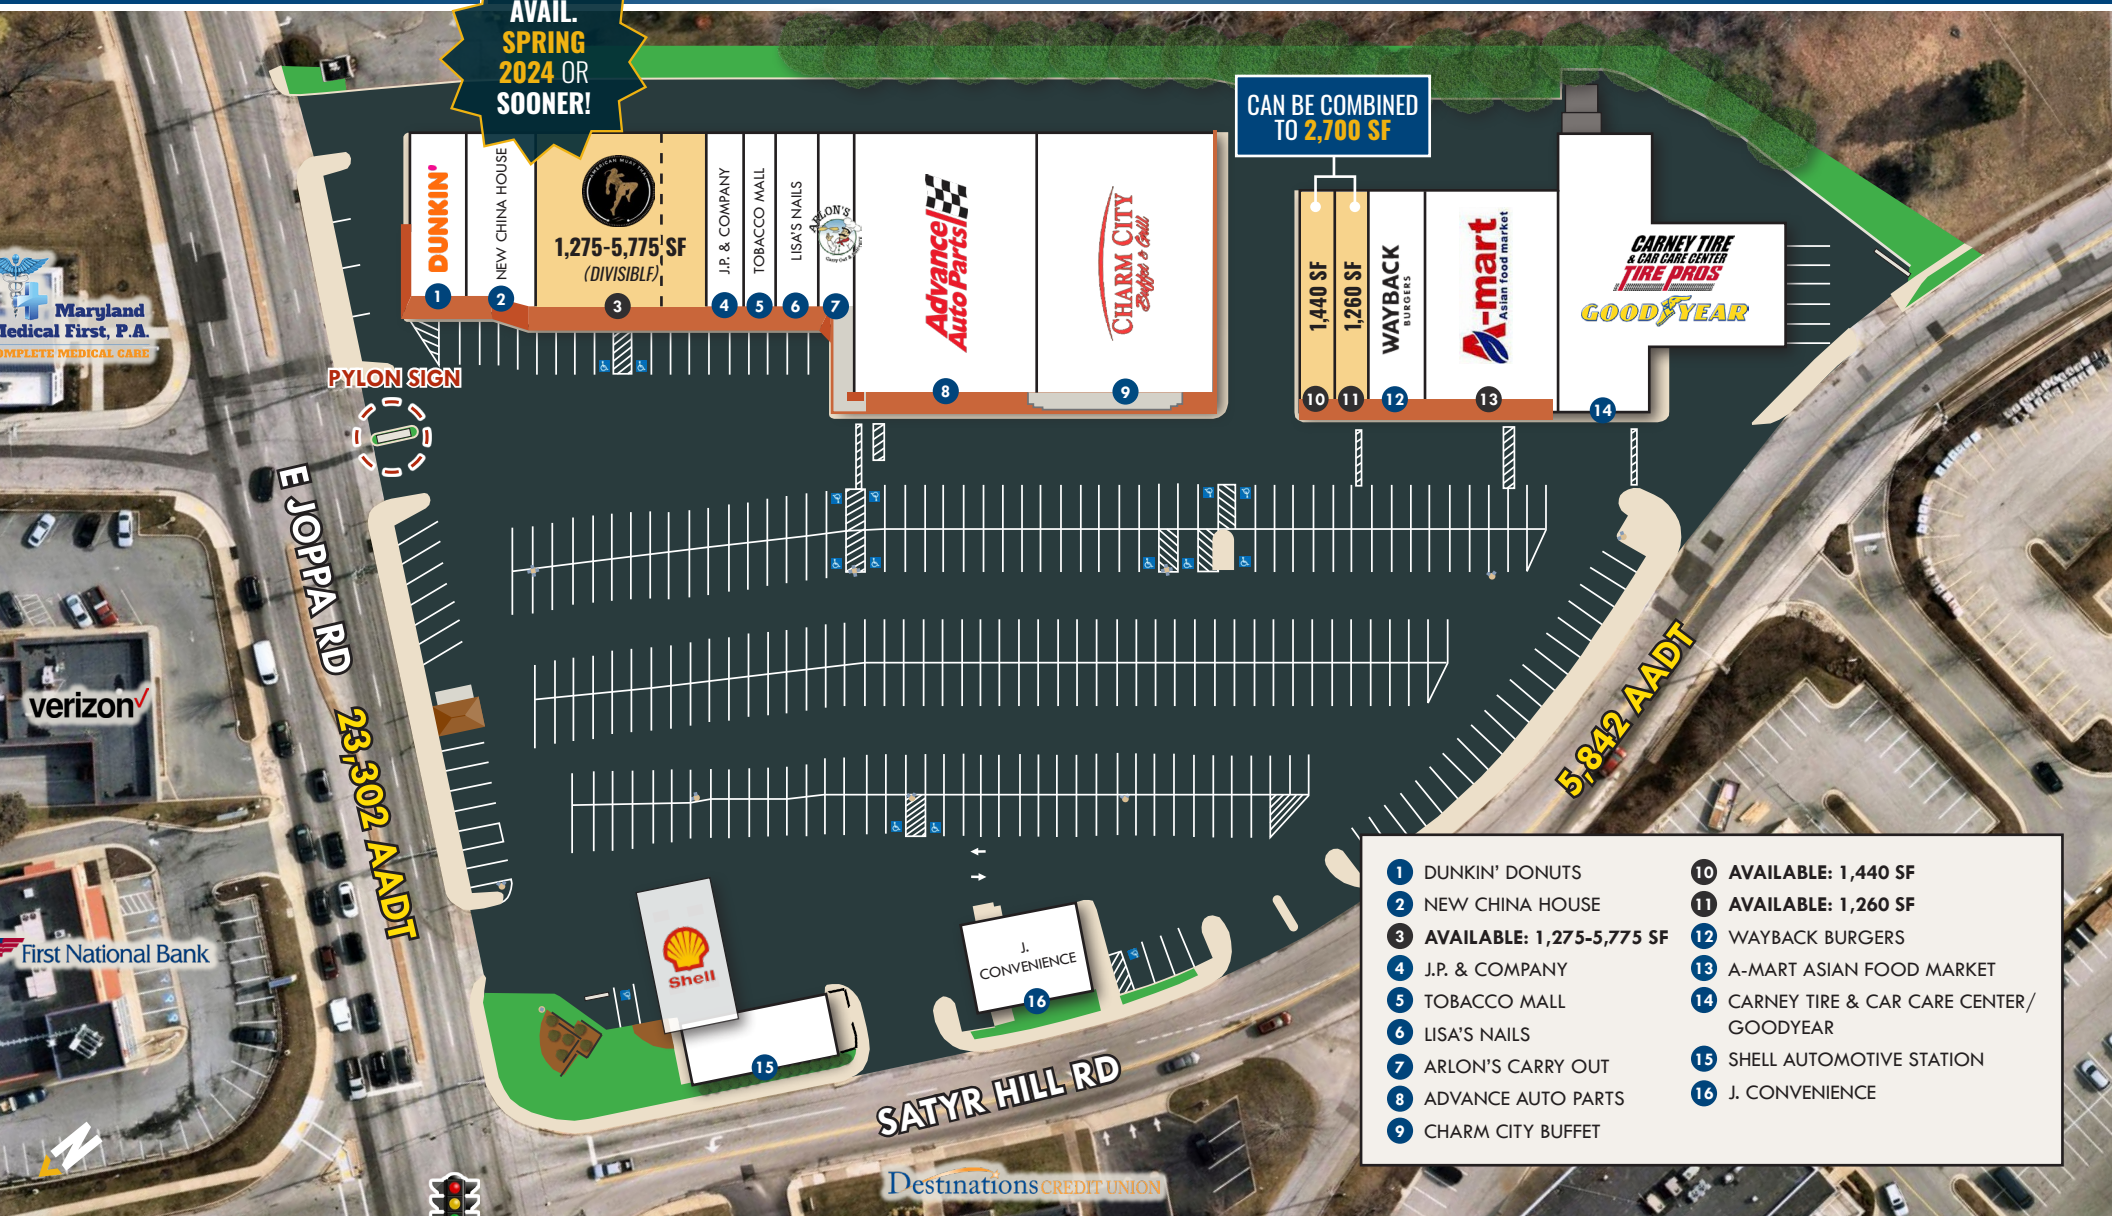 AVAIL.
SPRING
2024 OR
SOONER!
CAN BE COMBINED
TO 2,700 SF
DUNKIN'
1
NEW CHINA HOUSE
2
AMERICAN MUAY THAI
1,275-5,775 SF
(DIVISIBLE)
3
J.P. & COMPANY
4
TOBACCO MALL
5
LISA'S NAILS
6
ARLON'S
7
Advance
Auto Parts
8
CHARM CITY
Buffet & Grill
9
1,440 SF
10
1,260 SF
11
WAYBACK
BURGERS
12
A-mart
Asian food market
13
CARNEY TIRE
& CAR CARE CENTER
TIRE PROS
GOODYEAR
14
Maryland
Medical First, P.A.
COMPLETE MEDICAL CARE
PYLON SIGN
E JOPPA RD
23,302 AADT
verizon
First National Bank
5,842 AADT
Shell
15
J.
CONVENIENCE
16
SATYR HILL RD
Destinations CREDIT UNION
N
1 DUNKIN' DONUTS
2 NEW CHINA HOUSE
3 AVAILABLE: 1,275-5,775 SF
4 J.P. & COMPANY
5 TOBACCO MALL
6 LISA'S NAILS
7 ARLON'S CARRY OUT
8 ADVANCE AUTO PARTS
9 CHARM CITY BUFFET
10 AVAILABLE: 1,440 SF
11 AVAILABLE: 1,260 SF
12 WAYBACK BURGERS
13 A-MART ASIAN FOOD MARKET
14 CARNEY TIRE & CAR CARE CENTER/
GOODYEAR
15 SHELL AUTOMOTIVE STATION
16 J. CONVENIENCE